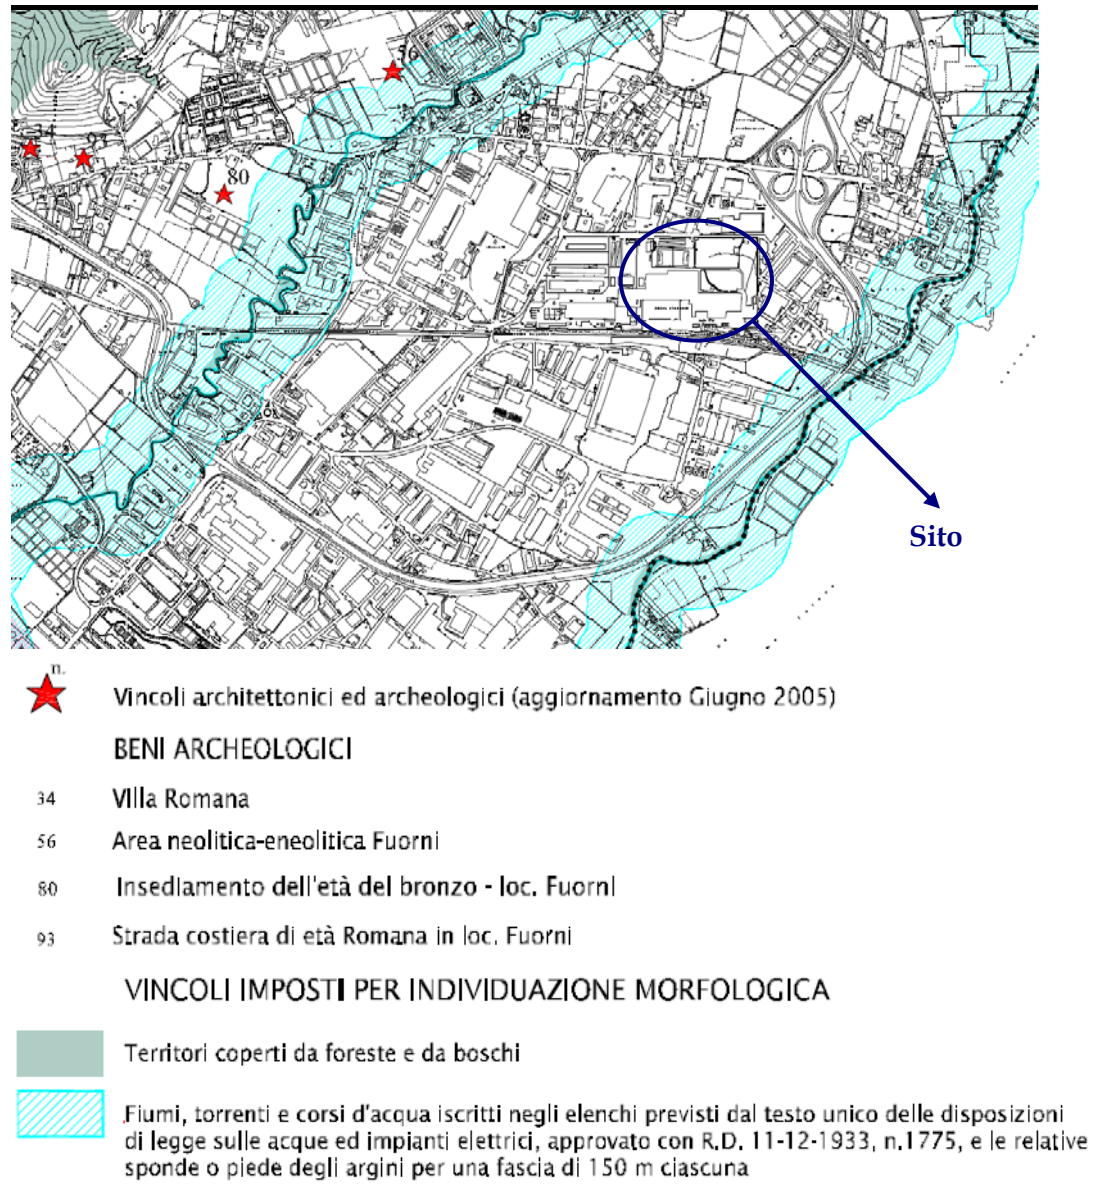 56
34
80
Sito
n.
Vincoli architettonici ed archeologici (aggiornamento Giugno 2005)
BENI ARCHEOLOGICI
34 Villa Romana
56 Area neolitica-eneolitica Fuorni
80 Insediamento dell'età del bronzo - loc. Fuorni
93 Strada costiera di età Romana in loc. Fuorni
VINCOLI IMPOSTI PER INDIVIDUAZIONE MORFOLOGICA
Territori coperti da foreste e da boschi
Fiumi, torrenti e corsi d'acqua iscritti negli elenchi previsti dal testo unico delle disposizioni
di legge sulle acque ed impianti elettrici, approvato con R.D. 11-12-1933, n.1775, e le relative
sponde o piede degli argini per una fascia di 150 m ciascuna